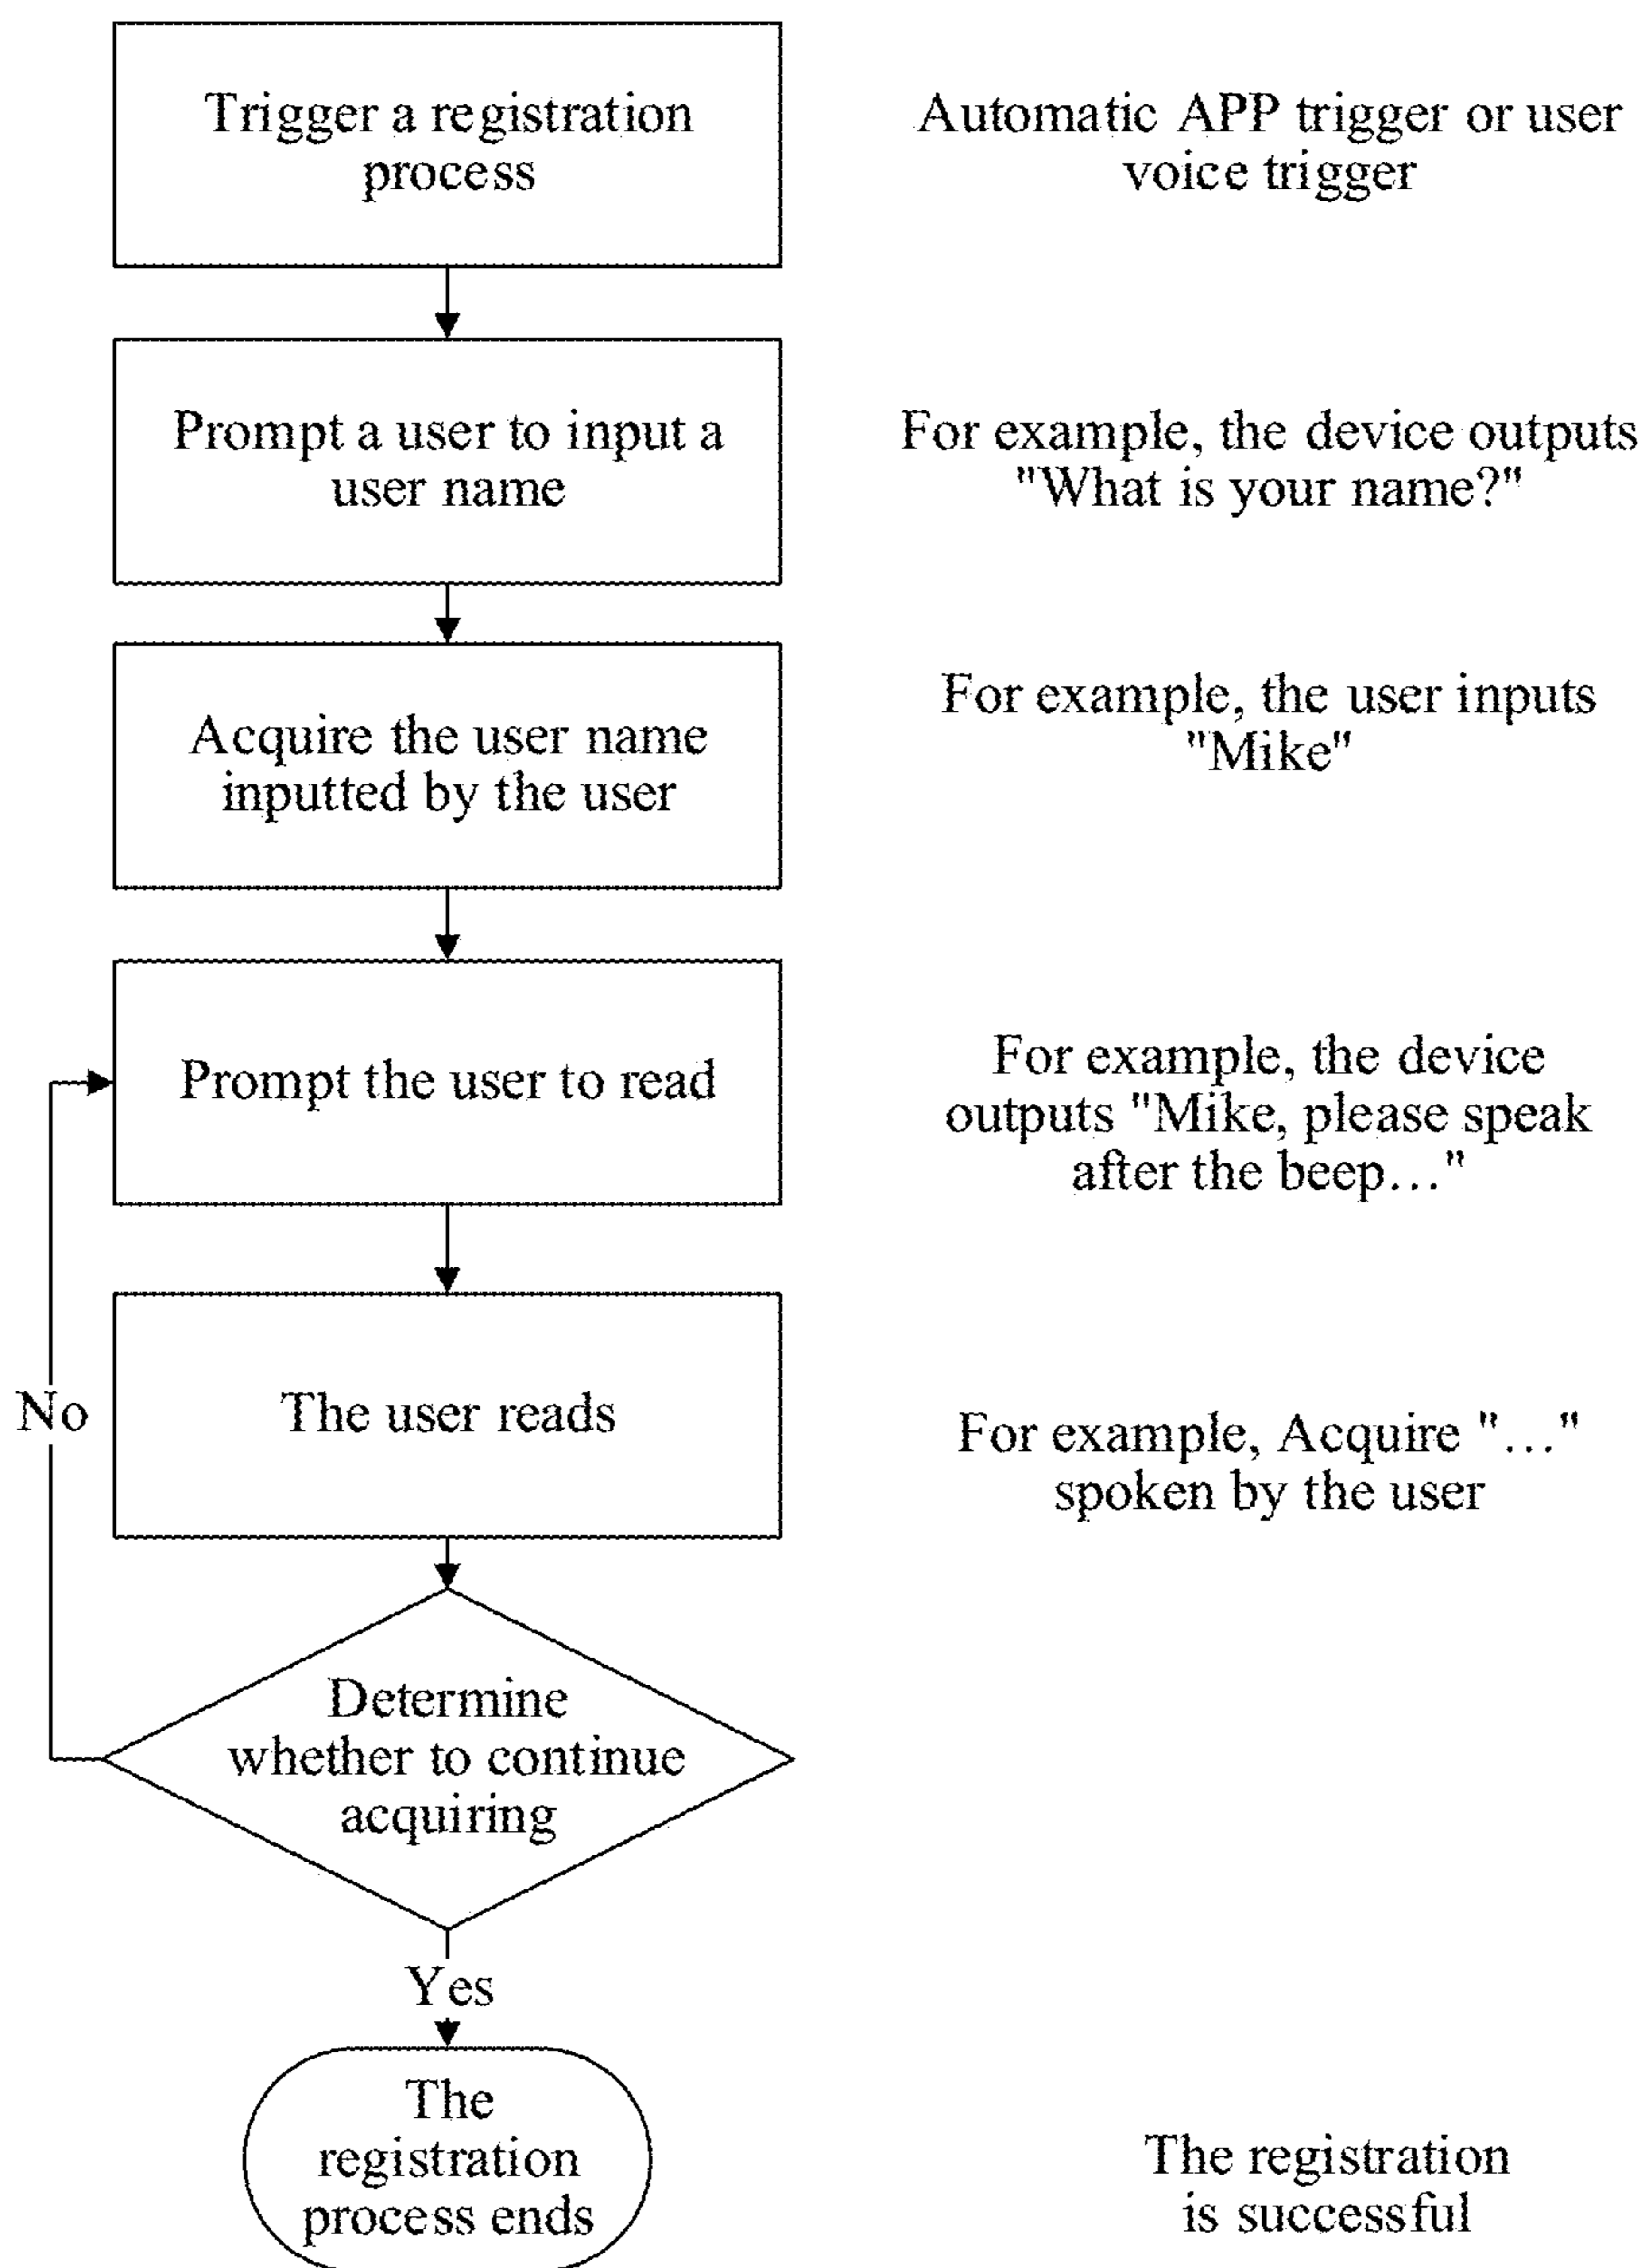 Trigger a registration
process
Automatic APP trigger or user
voice trigger
Prompt a user to input a
user name
For example, the device outputs
"What is your name?"
Acquire the user name
inputted by the user
For example, the user inputs
"Mike"
Prompt the user to read
For example, the device
outputs "Mike, please speak
after the beep…"
The user reads
For example, Acquire "…"
spoken by the user
No
Determine
whether to continue
acquiring
Yes
The
registration
process ends
The registration
is successful